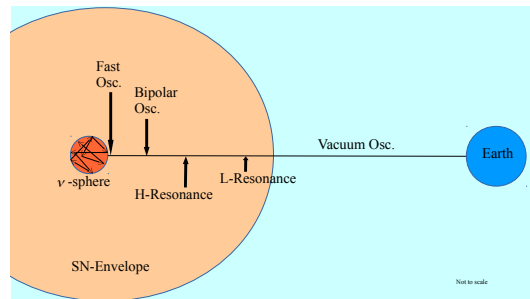 Fast
Osc.
Bipolar
Osc.
Vacuum Osc.
Earth
ν -sphere
L-Resonance
H-Resonance
SN-Envelope
Not to scale